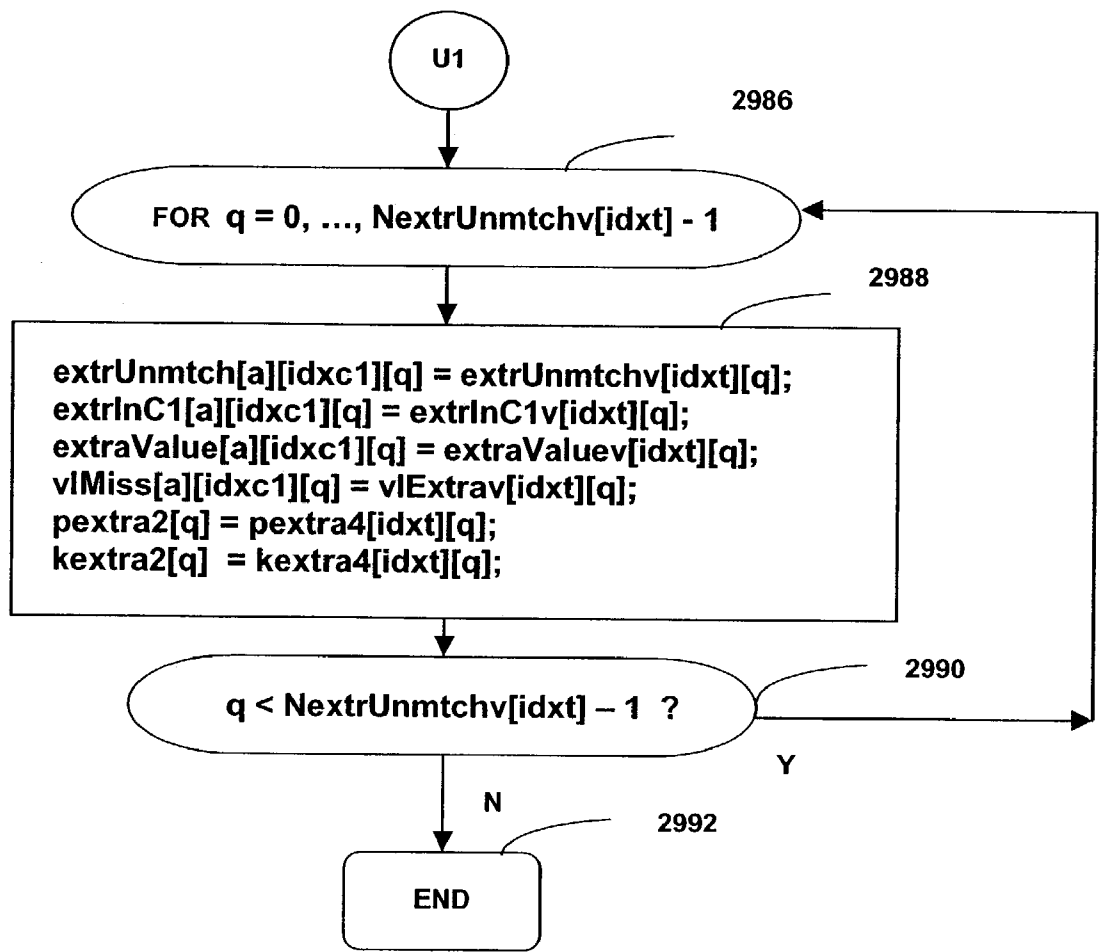 U1
2986
FOR q = 0, ..., NextrUnmtchv[idxt] - 1
2988
extrUnmtch[a][idxc1][q] = extrUnmtchv[idxt][q];
extrInC1[a][idxc1][q] = extrInC1v[idxt][q];
extraValue[a][idxc1][q] = extraValuev[idxt][q];
vlMiss[a][idxc1][q] = vlExtrav[idxt][q];
pextra2[q] = pextra4[idxt][q];
kextra2[q] = kextra4[idxt][q];
2990
q < NextrUnmtchv[idxt] – 1 ?
Y
N
2992
END